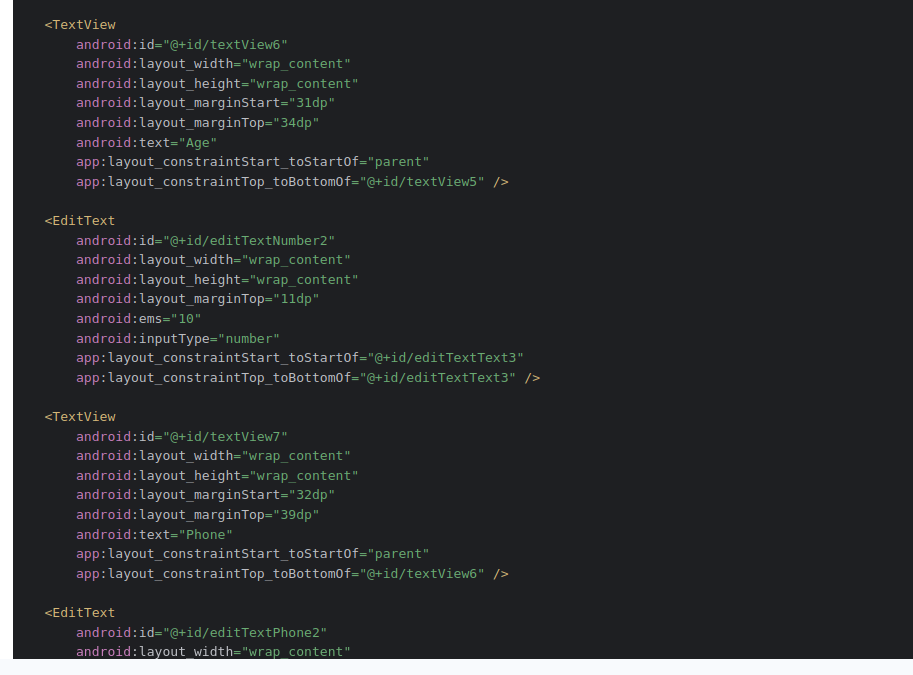 <TextView
android:id="@+id/textView6"
android:layout_width="wrap_content"
android:layout_height="wrap_content"
android:layout_marginStart="31dp"
android:layout_marginTop="34dp"
android:text="Age"
app:layout_constraintStart_toStartOf="parent"
app:layout_constraintTop_toBottomOf="@+id/textView5" />
<EditText
android:id="@+id/editTextNumber2"
android:layout_width="wrap_content"
android:layout_height="wrap_content"
android:layout_marginTop="11dp"
android:ems="10"
android:inputType="number"
app:layout_constraintStart_toStartOf="@+id/editTextText3"
app:layout_constraintTop_toBottomOf="@+id/editTextText3" />
<TextView
android:id="@+id/textView7"
android:layout_width="wrap_content"
android:layout_height="wrap_content"
android:layout_marginStart="32dp"
android:layout_marginTop="39dp"
android:text="Phone"
app:layout_constraintStart_toStartOf="parent"
app:layout_constraintTop_toBottomOf="@+id/textView6" />
<EditText
android:id="@+id/editTextPhone2"
android:layout_width="wrap_content"